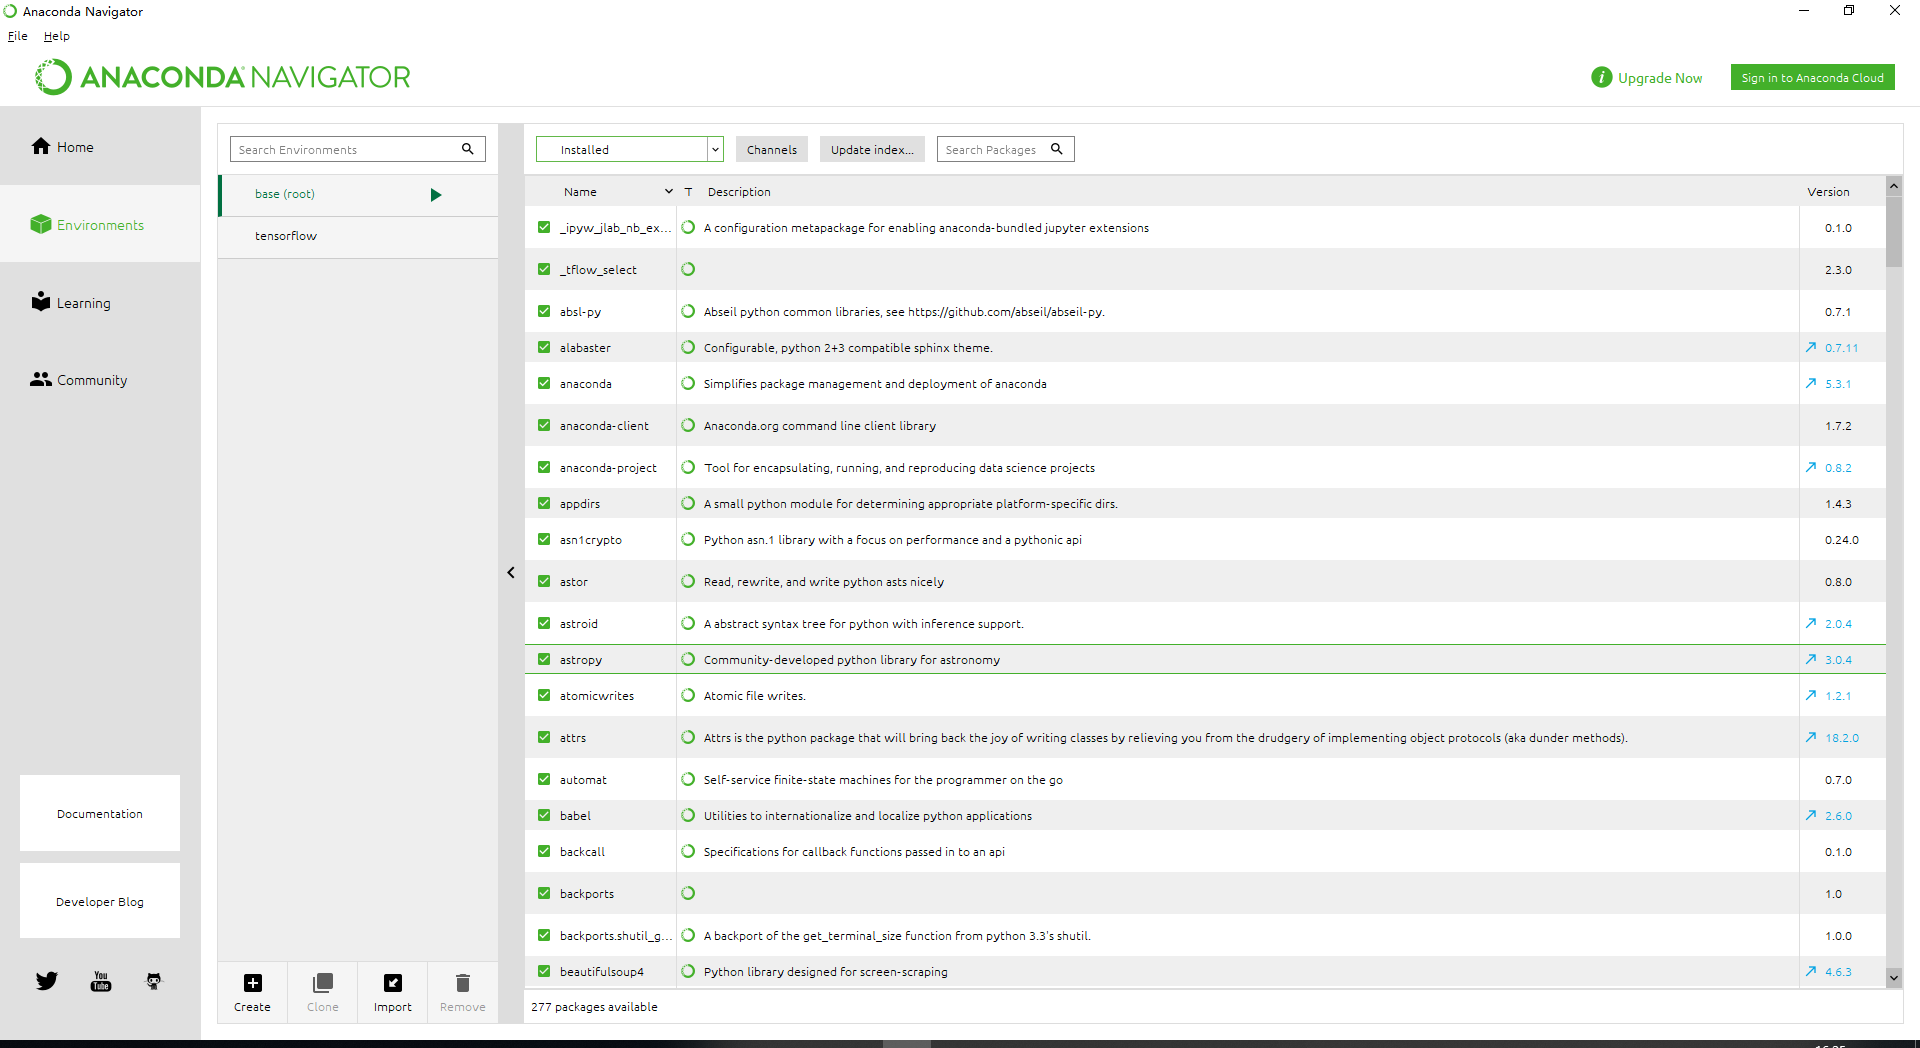 Anaconda Navigator
File Help
ANACONDA NAVIGATOR
Upgrade Now
Sign in to Anaconda Cloud
Home
Environments
Learning
Community
Documentation
Developer Blog
You Tube
Search Environments
base (root)
tensorflow
Create Clone Import Remove
Installed Channels Update index... Search Packages
Name T Description Version
_ipyw_jlab_nb_ex... A configuration metapackage for enabling anaconda-bundled jupyter extensions 0.1.0
_tflow_select 2.3.0
absl-py Abseil python common libraries, see https://github.com/abseil/abseil-py. 0.7.1
alabaster Configurable, python 2+3 compatible sphinx theme. 0.7.11
anaconda Simplifies package management and deployment of anaconda 5.3.1
anaconda-client Anaconda.org command line client library 1.7.2
anaconda-project Tool for encapsulating, running, and reproducing data science projects 0.8.2
appdirs A small python module for determining appropriate platform-specific dirs. 1.4.3
asn1crypto Python asn.1 library with a focus on performance and a pythonic api 0.24.0
astor Read, rewrite, and write python asts nicely 0.8.0
astroid A abstract syntax tree for python with inference support. 2.0.4
astropy Community-developed python library for astronomy 3.0.4
atomicwrites Atomic file writes. 1.2.1
attrs Attrs is the python package that will bring back the joy of writing classes by relieving you from the drudgery of implementing object protocols (aka dunder methods). 18.2.0
automat Self-service finite-state machines for the programmer on the go 0.7.0
babel Utilities to internationalize and localize python applications 2.6.0
backcall Specifications for callback functions passed in to an api 0.1.0
backports 1.0
backports.shutil_g... A backport of the get_terminal_size function from python 3.3's shutil. 1.0.0
beautifulsoup4 Python library designed for screen-scraping 4.6.3
277 packages available